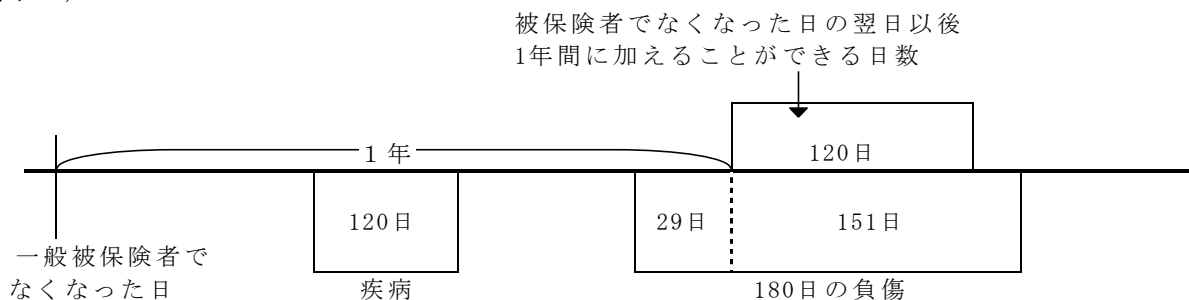 被保険者でなくなった日の翌日以後
1年間に加えることができる日数
1年
120日
120日
29日
151日
一般被保険者で
なくなった日
疾病
180日の負傷